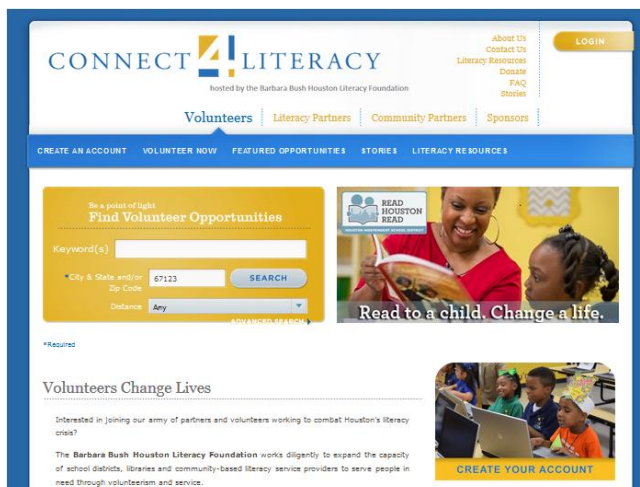 CONNECT 4 LITERACY
hosted by the Barbara Bush Houston Literacy Foundation
About Us
Contact Us
Literacy Resources
Donate
FAQ
Stories
LOGIN
Volunteers Literacy Partners Community Partners Sponsors
CREATE AN ACCOUNT VOLUNTEER NOW FEATURED OPPORTUNITIES STORIES LITERACY RESOURCES
Be a point of light.
Find Volunteer Opportunities
Keyword(s)
*City & State and/or
Zip Code
67123
SEARCH
Distance Any
ADVANCED SEARCH
*Required
READ
HOUSTON
READ
HOUSTON INDEPENDENT SCHOOL DISTRICT
Read to a child. Change a life.
Volunteers Change Lives
Interested in joining our army of partners and volunteers working to combat Houston's literacy
crisis?
The Barbara Bush Houston Literacy Foundation works diligently to expand the capacity
of school districts, libraries and community-based literacy service providers to serve people in
need through volunteerism and service.
CREATE YOUR ACCOUNT